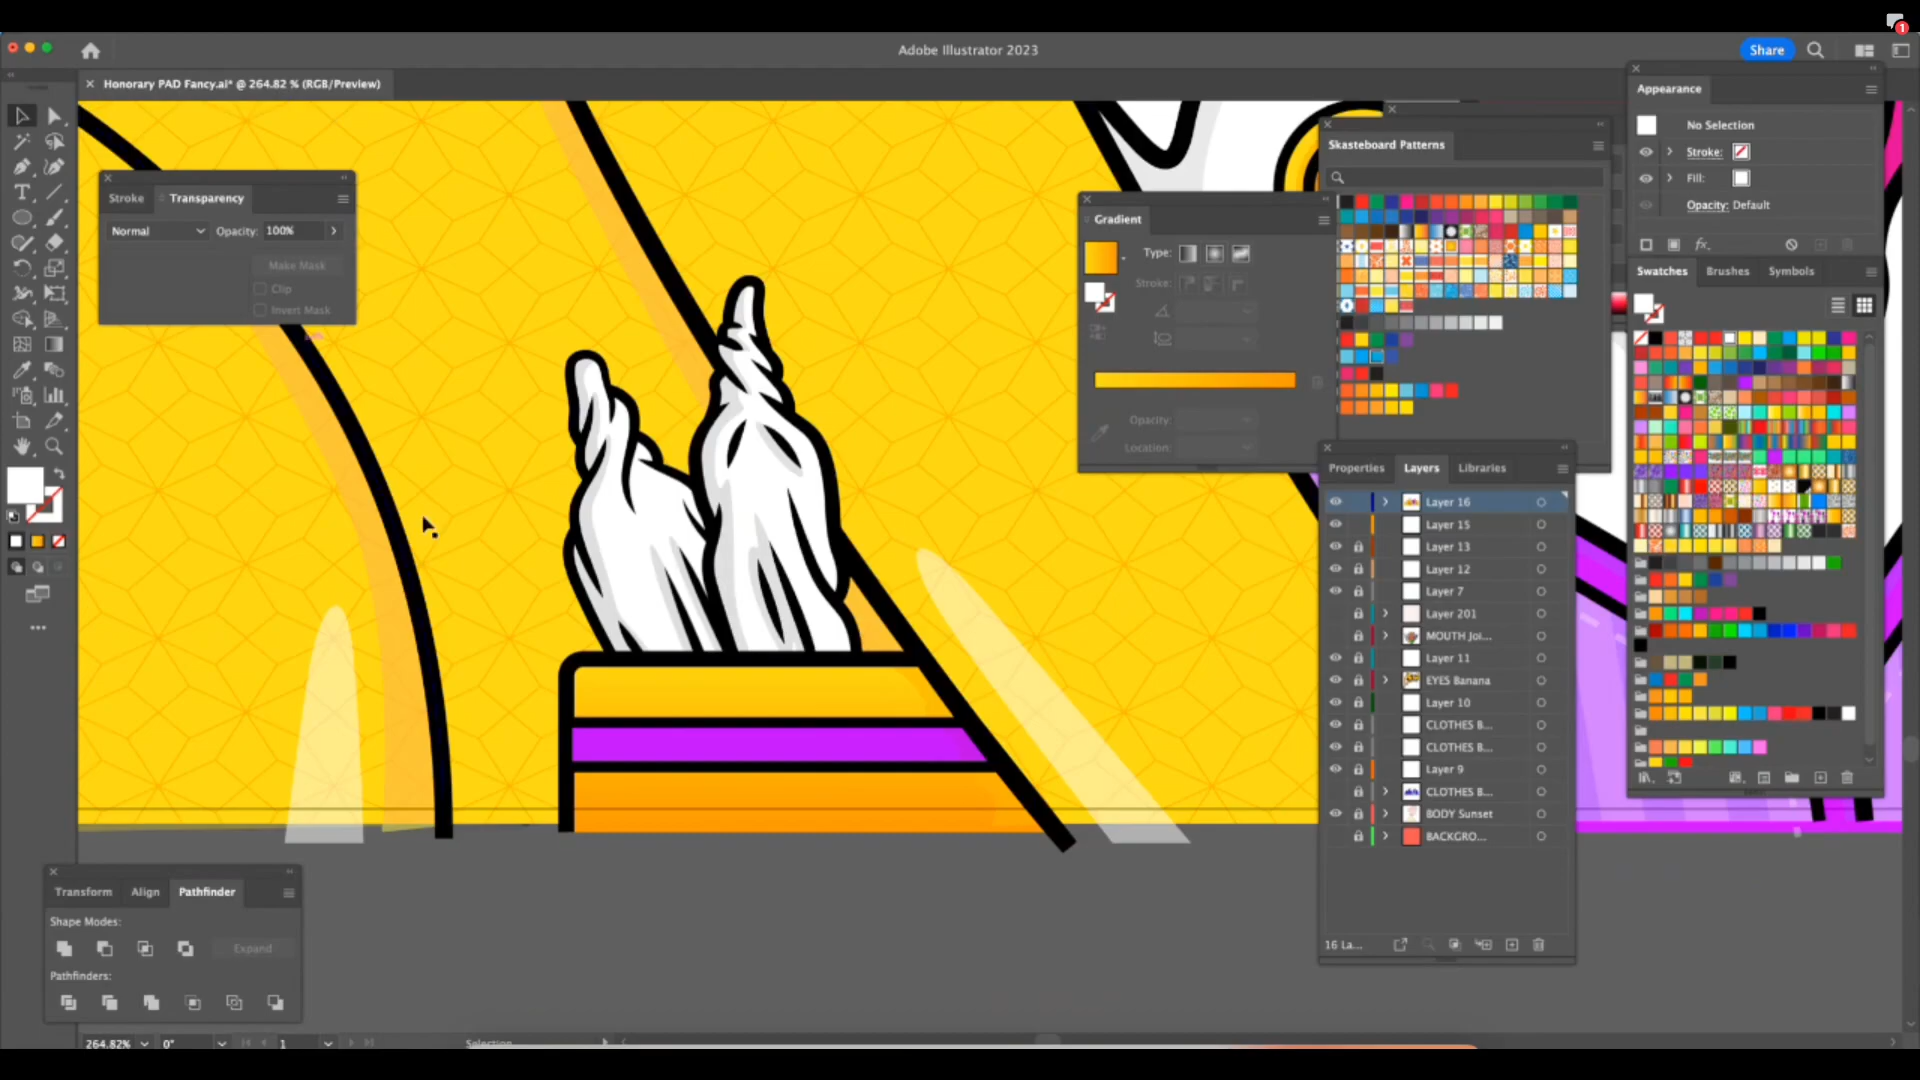 1
Adobe Illustrator 2023
Share
Honorary PAD Fancy.ai* @ 264.82 % (RGB/Preview)
Appearance
No Selection
Stroke:
Fill:
Opacity: Default
fx.
Skasteboard Patterns
Stroke
Transparency
Normal
Opacity:
100%
Make Mask
Clip
Invert Mask
Gradient
Type:
Stroke:
Opacity:
Location:
Swatches
Brushes
Symbols
Properties
Layers
Libraries
Layer 16
Layer 15
Layer 13
Layer 12
Layer 7
Layer 201
MOUTH Joi...
Layer 11
EYES Banana
Layer 10
CLOTHES B...
CLOTHES B...
Layer 9
CLOTHES B...
BODY Sunset
BACKGRO...
16 La...
Transform
Align
Pathfinder
Shape Modes:
Expand
Pathfinders:
264.82%
0°
1
Selection